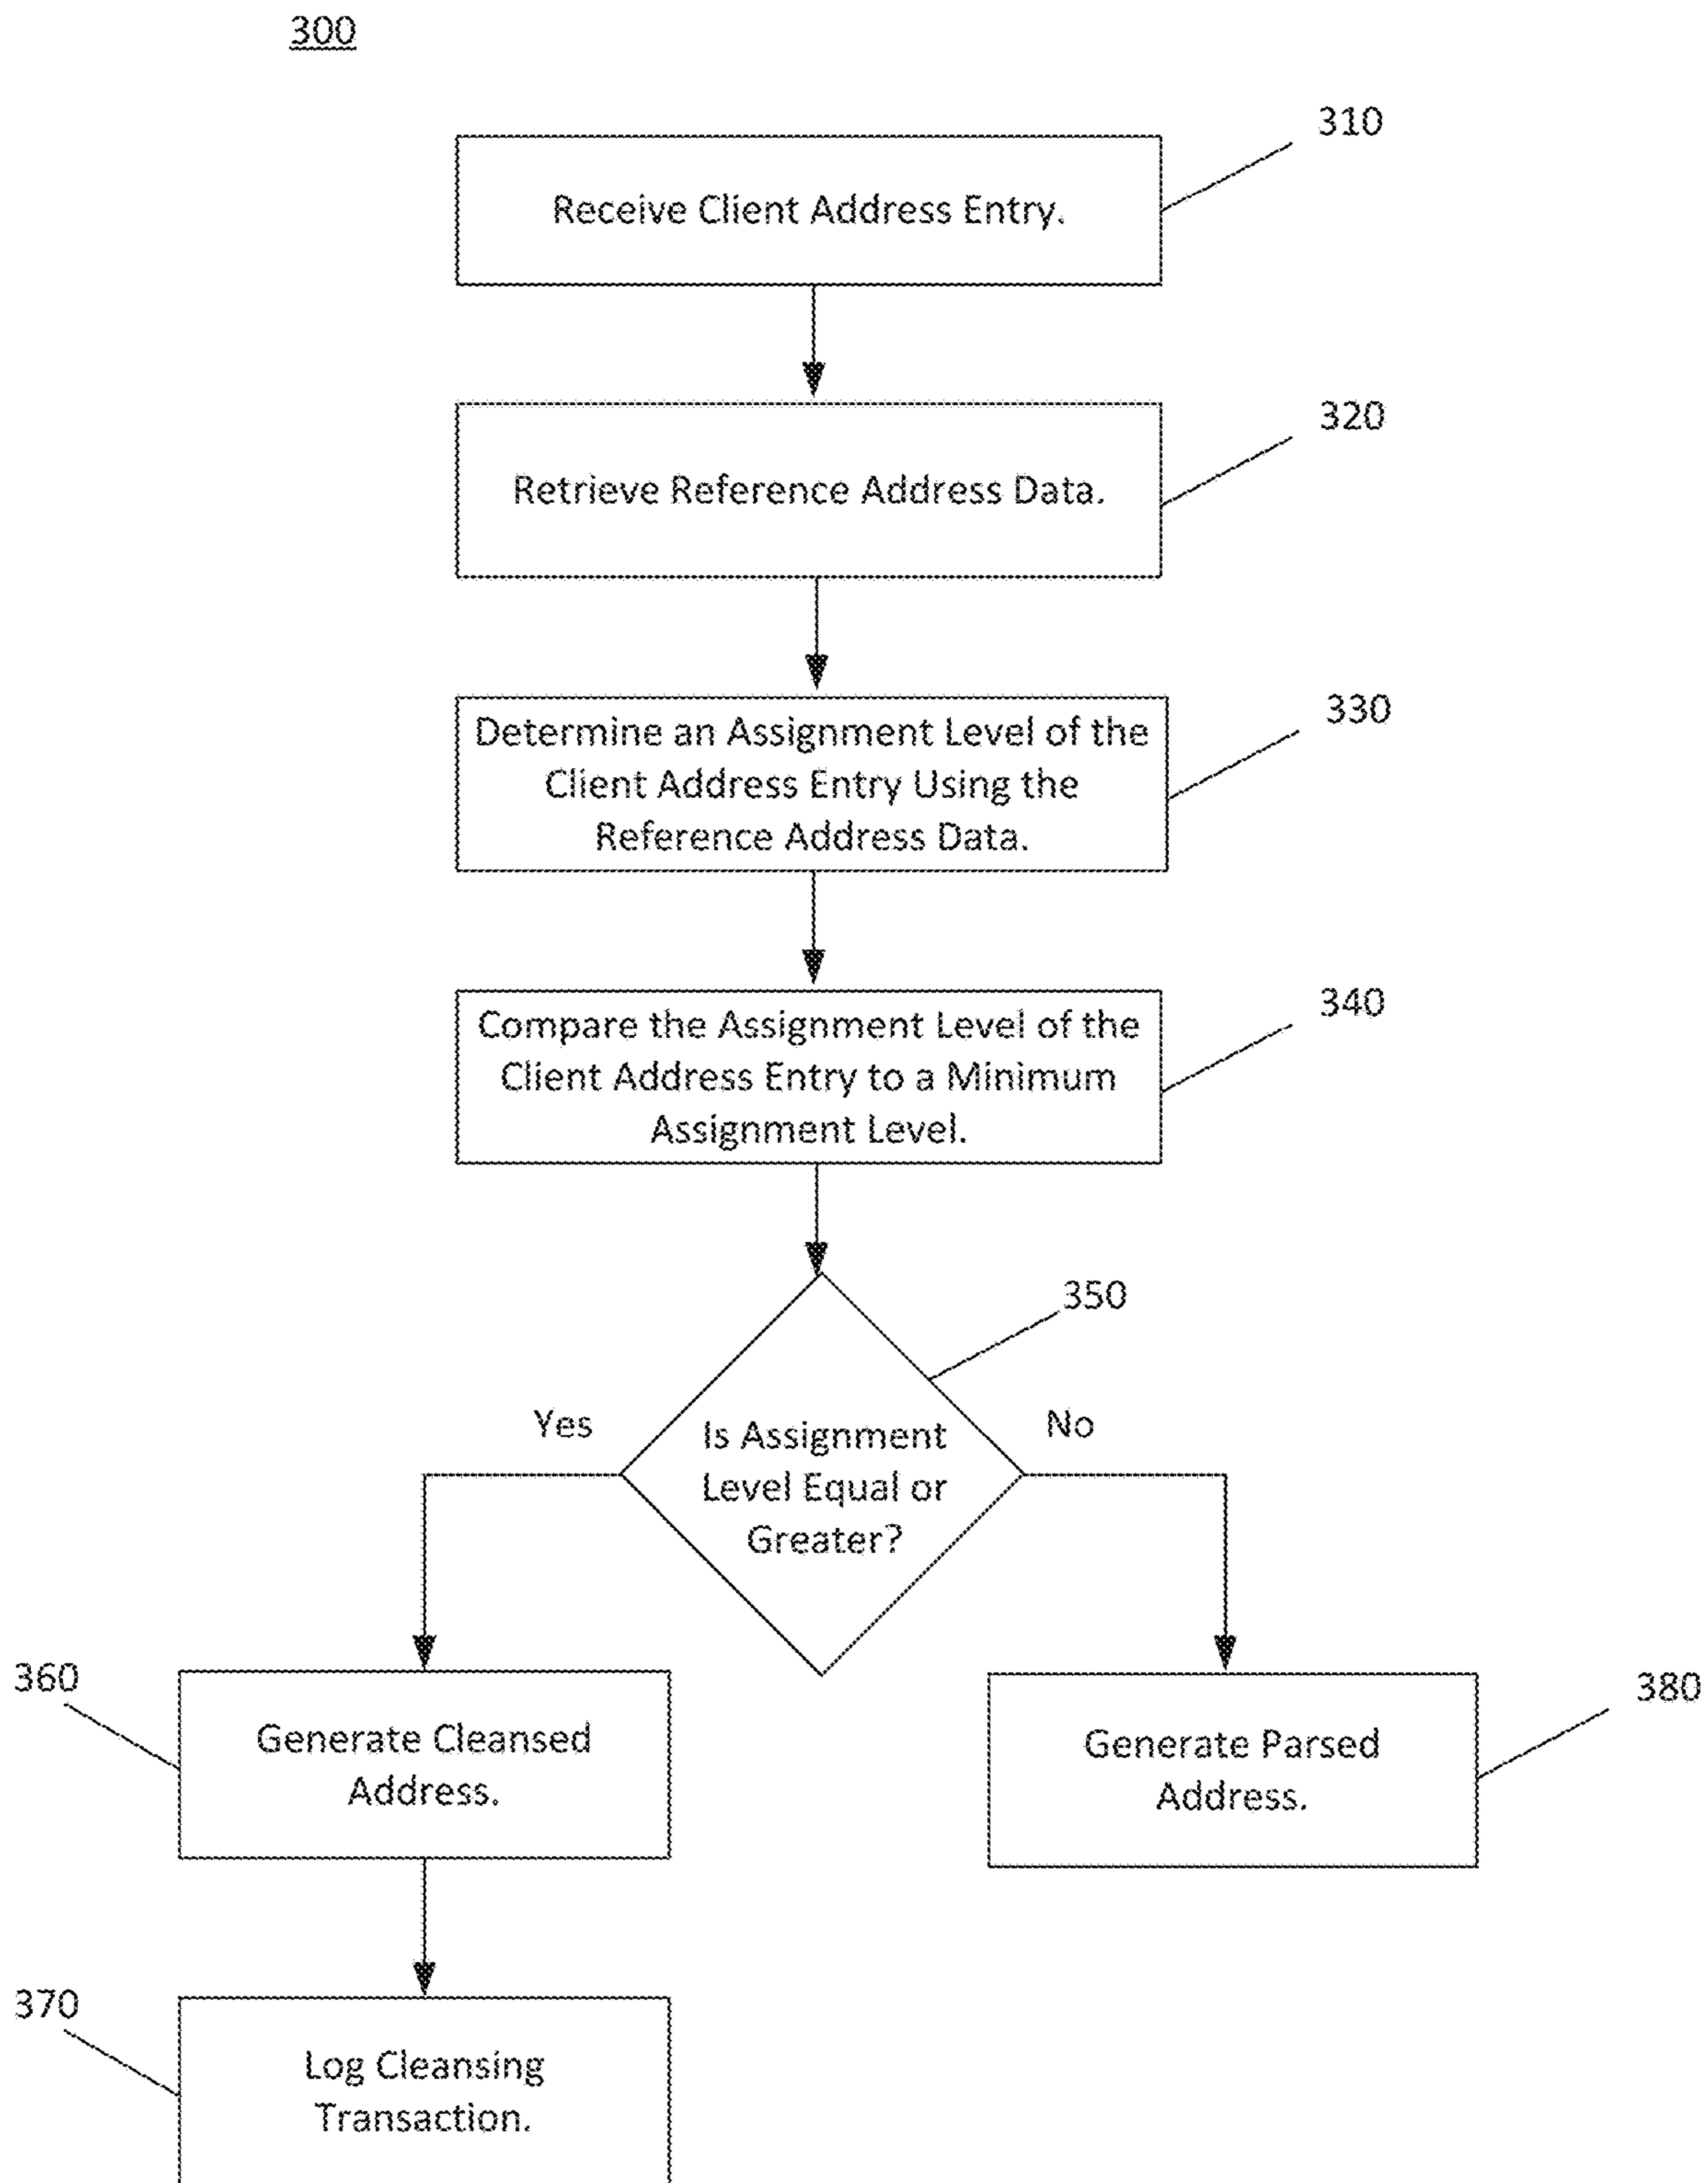 300
310
Receive Client Address Entry.
320
Retrieve Reference Address Data.
330
Determine an Assignment Level of the
Client Address Entry Using the
Reference Address Data.
340
Compare the Assignment Level of the
Client Address Entry to a Minimum
Assignment Level.
350
Yes
No
Is Assignment
Level Equal or
Greater?
360
Generate Cleansed
Address.
380
Generate Parsed
Address.
370
Log Cleansing
Transaction.